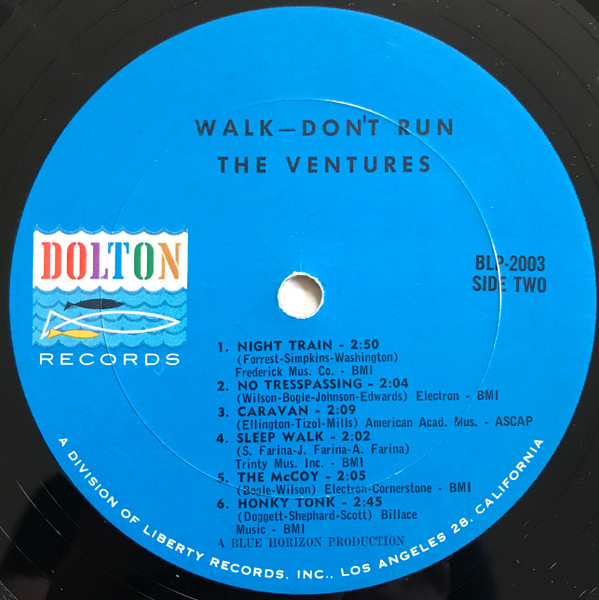 WALK—DON'T RUN
THE VENTURES
DOLTON
RECORDS
BLP-2003
SIDE TWO
1. NIGHT TRAIN - 2:50
(Forrest-Simpkins-Washington)
Frederick Mus. Co. - BMI
2. NO TRESSPASSING - 2:04
(Wilson-Bogle-Johnson-Edwards) Electron - BMI
3. CARAVAN - 2:09
(Ellington-Tizol-Mills) American Acad. Mus. - ASCAP
4. SLEEP WALK - 2:02
(S. Farina-J. Farina-A. Farina)
Trinty Mus. Inc. - BMI
5. THE McCOY - 2:05
(Bogle-Wilson) Electron-Cornerstone - BMI
6. HONKY TONK - 2:45
(Doggett-Shephard-Scott) Billace
Music - BMI
A BLUE HORIZON PRODUCTION
A DIVISION OF LIBERTY RECORDS, INC., LOS ANGELES 28, CALIFORNIA